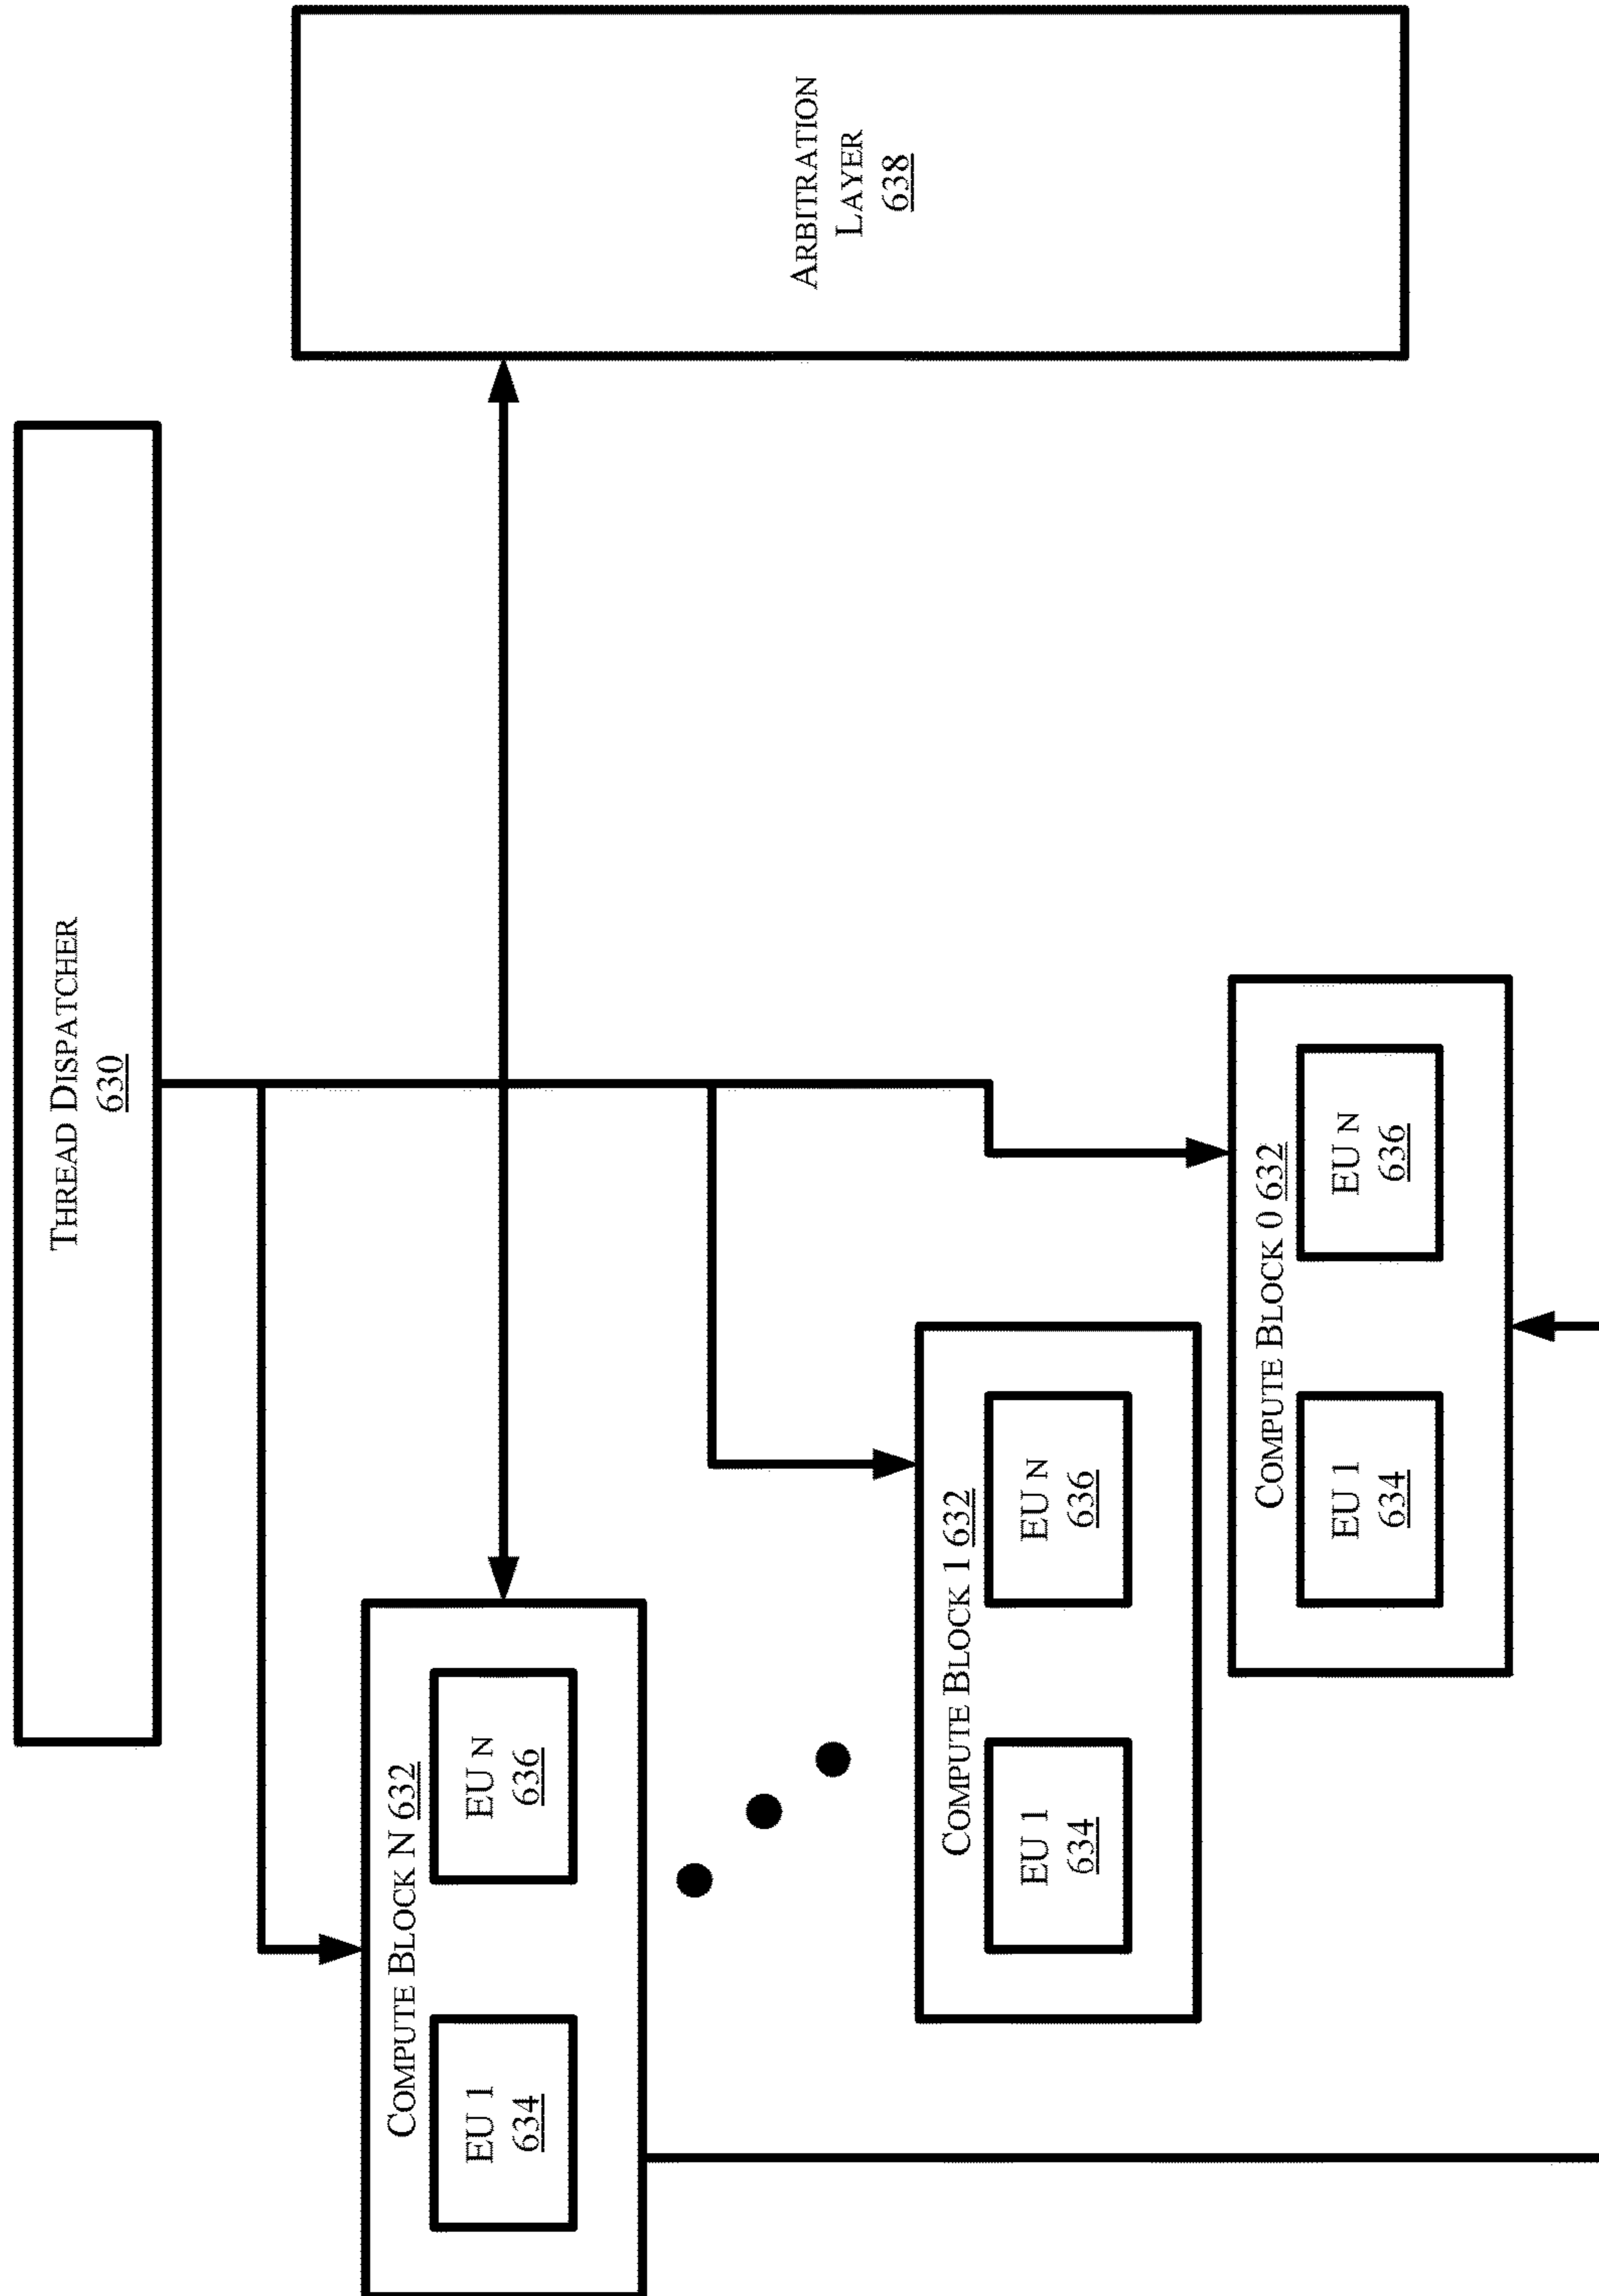 THREAD DISPATCHER
630
COMPUTE BLOCK N 632
EU 1
634
EU N
636
COMPUTE BLOCK 1 632
EU 1
634
EU N
636
COMPUTE BLOCK 0 632
EU 1
634
EU N
636
ARBITRATION
LAYER
638